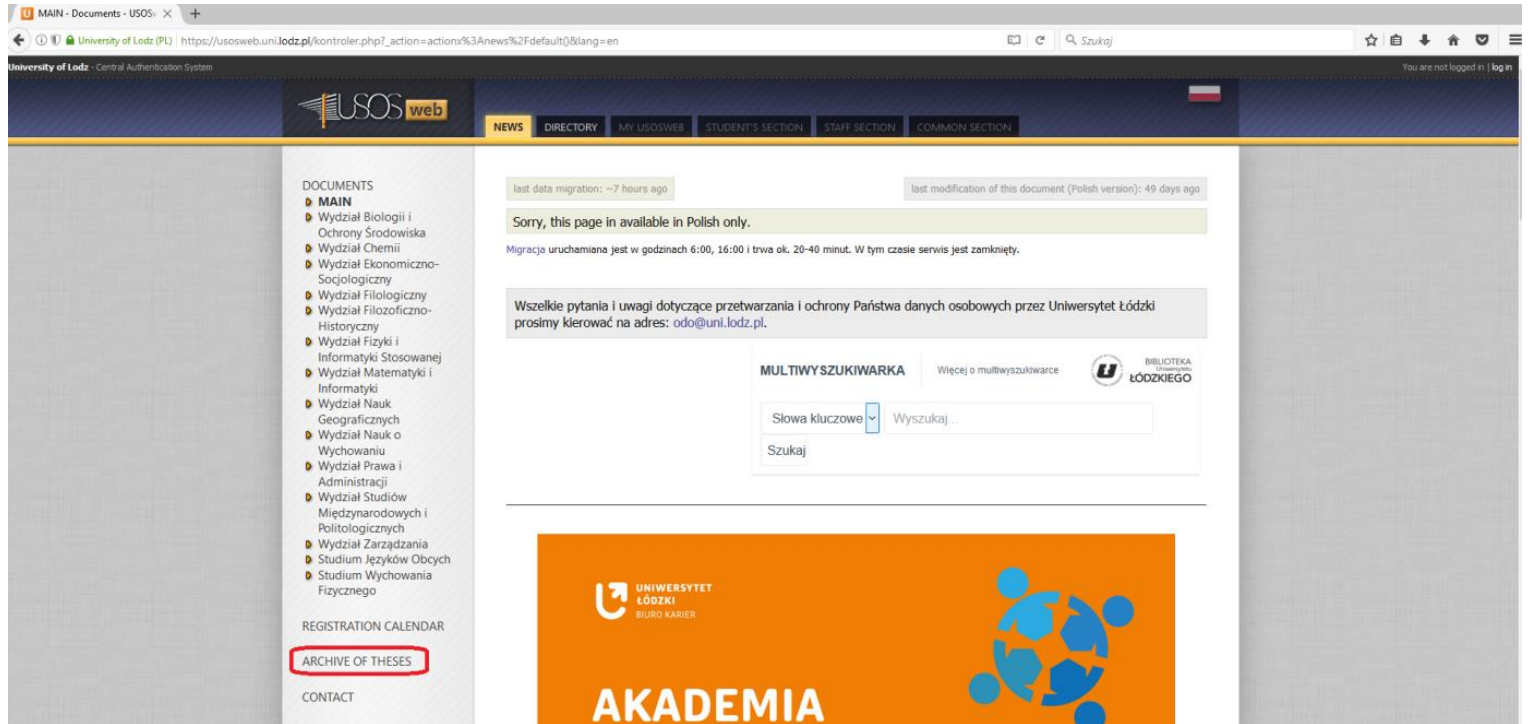 MAIN - Documents - USOS
University of Lodz (PL) https://usosweb.uni.lodz.pl/kontroler.php?_action=actionx%3Anews%2Fdefault()&lang=en
Szukaj
University of Lodz - Central Authentication System
You are not logged in | log in
USOS web
NEWS DIRECTORY MY USOSWEB STUDENT'S SECTION STAFF SECTION COMMON SECTION
DOCUMENTS
MAIN
Wydział Biologii i
Ochrony Środowiska
Wydział Chemii
Wydział Ekonomiczno-
Socjologiczny
Wydział Filologiczny
Wydział Filozoficzno-
Historyczny
Wydział Fizyki i
Informatyki Stosowanej
Wydział Matematyki i
Informatyki
Wydział Nauk
Geograficznych
Wydział Nauk o
Wychowaniu
Wydział Prawa i
Administracji
Wydział Studiów
Międzynarodowych i
Politologicznych
Wydział Zarządzania
Studium Języków Obcych
Studium Wychowania
Fizycznego
REGISTRATION CALENDAR
ARCHIVE OF THESES
CONTACT
last data migration: ~7 hours ago
last modification of this document (Polish version): 49 days ago
Sorry, this page in available in Polish only.
Migracja uruchamiana jest w godzinach 6:00, 16:00 i trwa ok. 20-40 minut. W tym czasie serwis jest zamknięty.
Wszelkie pytania i uwagi dotyczące przetwarzania i ochrony Państwa danych osobowych przez Uniwersytet Łódzki
prosimy kierować na adres: odo@uni.lodz.pl.
MULTIWYSZUKIWARKA
Więcej o multiwyszukiwarce
BIBLIOTEKA
Uniwersytetu
ŁÓDZKIEGO
Słowa kluczowe
Wyszukaj...
Szukaj
UNIWERSYTET
ŁÓDZKI
BIURO KARIER
AKADEMIA